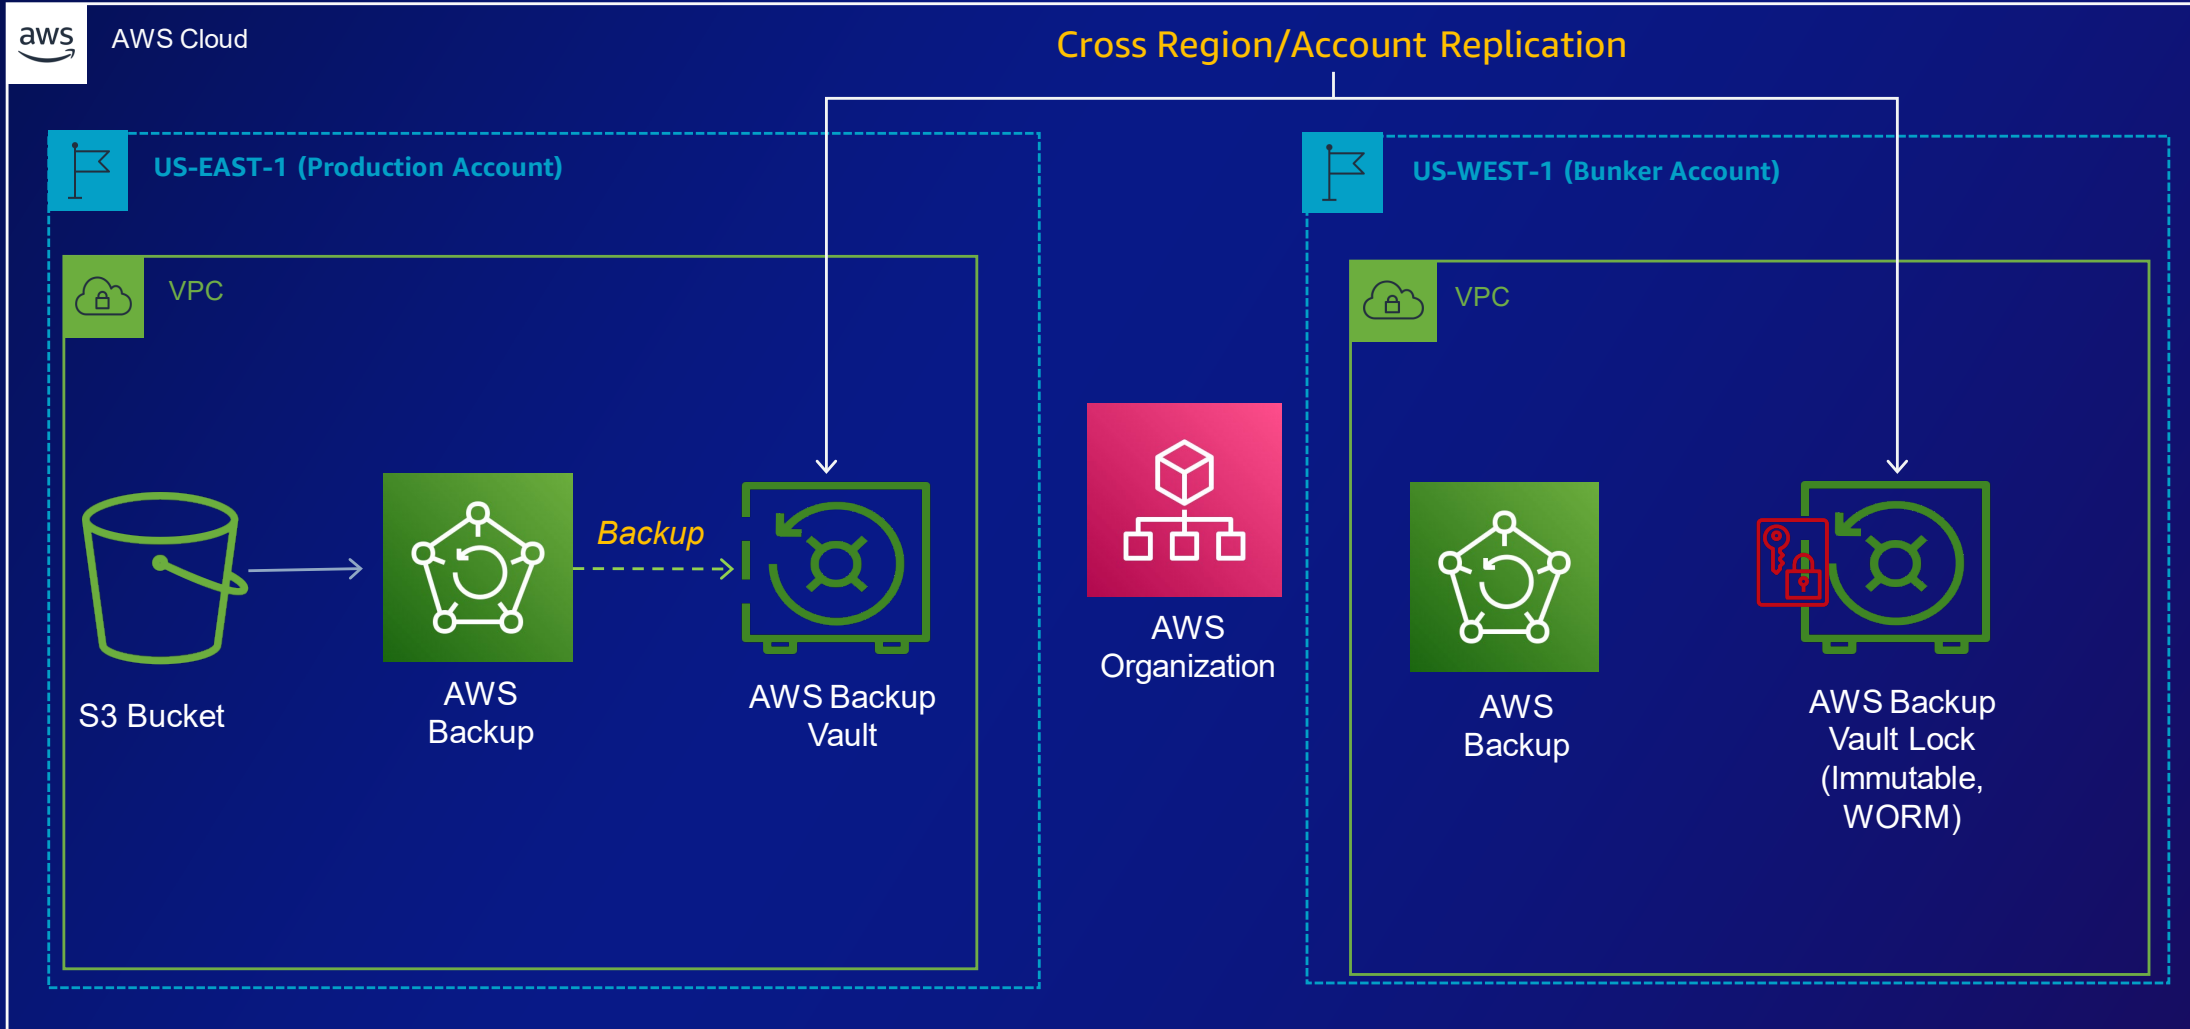 aws
AWS Cloud
Cross Region/Account Replication
US-EAST-1 (Production Account)
US-WEST-1 (Bunker Account)
VPC
VPC
Backup
S3 Bucket
AWS
Backup
AWS Backup
Vault
AWS
Organization
AWS
Backup
AWS Backup
Vault Lock
(Immutable,
WORM)